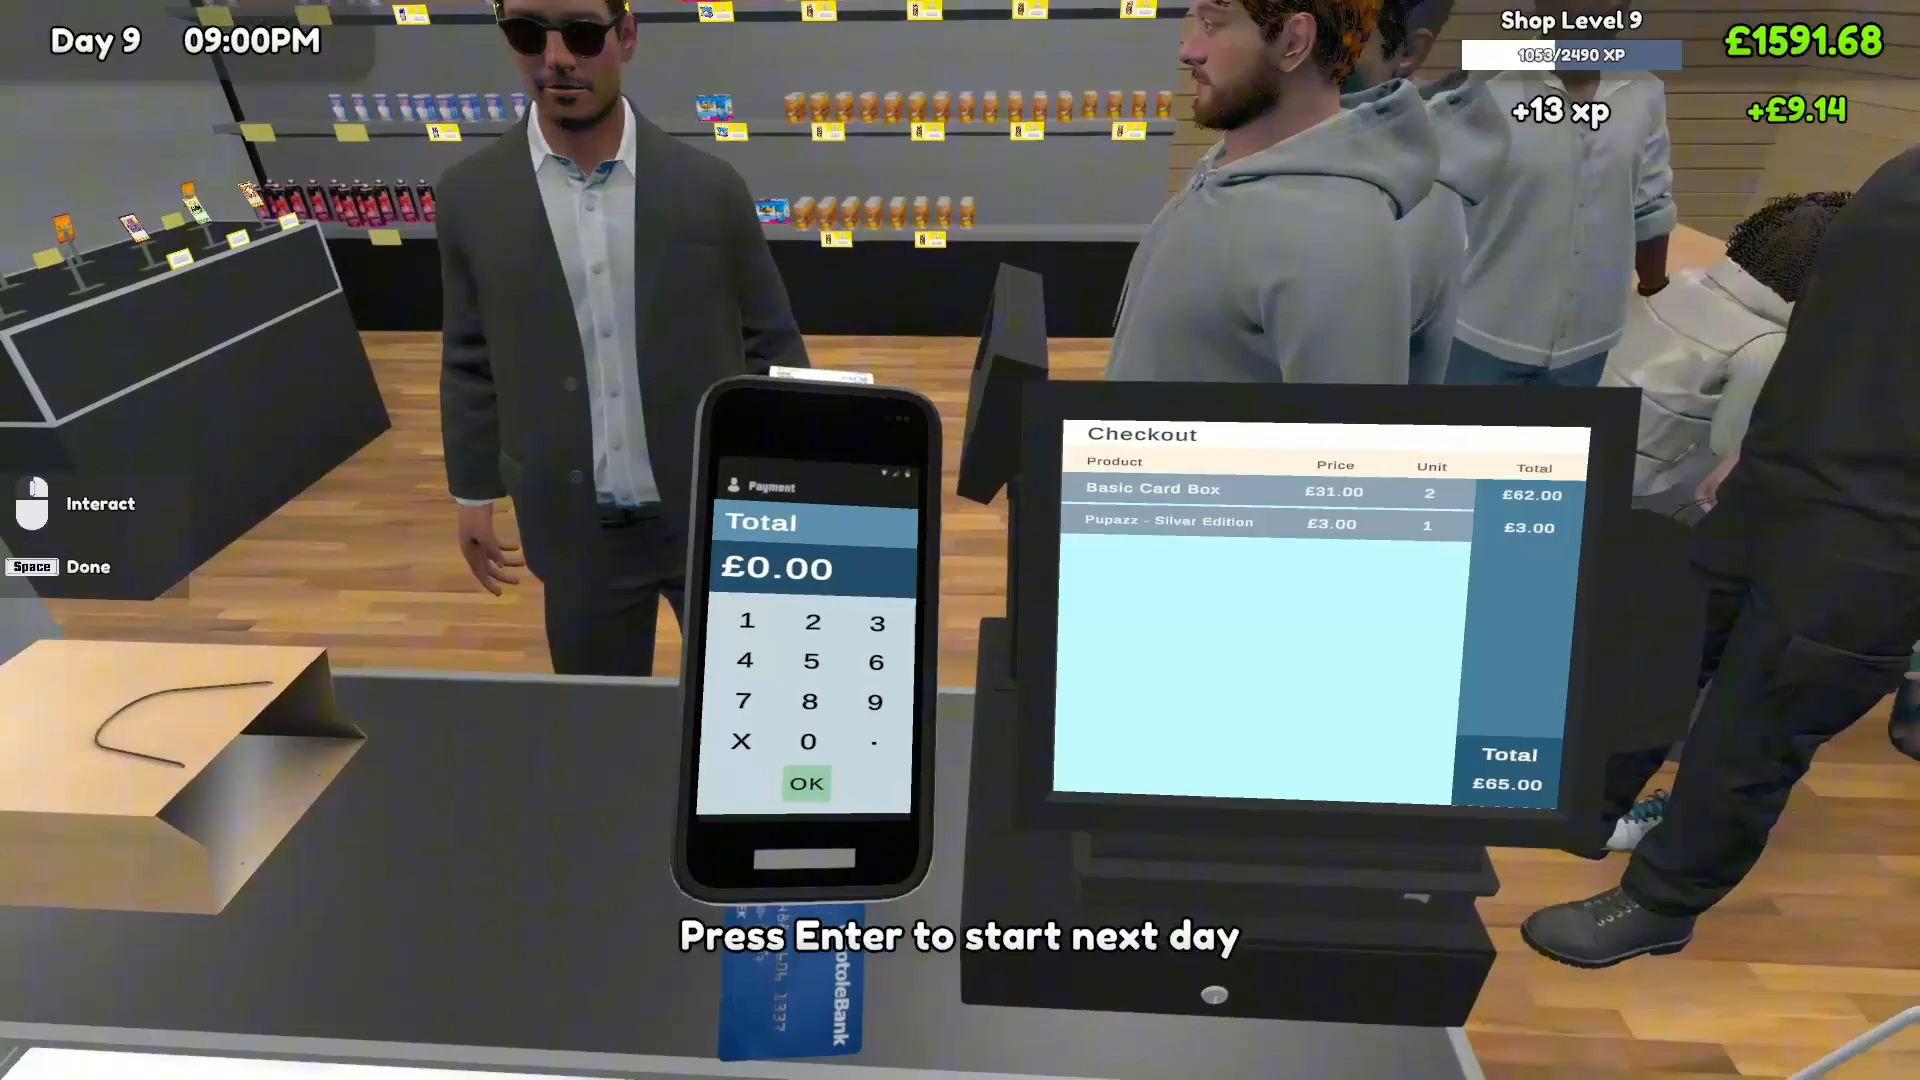 Day 9 09:00PM
Shop Level 9
1053/2490 XP
£1591.68
+13 xp
+£9.14
Interact
Space Done
Payment
Total
£0.00
1 2 3
4 5 6
7 8 9
X 0 .
OK
Checkout
Product Price Unit Total
Basic Card Box £31.00 2 £62.00
Pupazz - Silvar Edition £3.00 1 £3.00
Total
£65.00
Press Enter to start next day
1337
otoleBank